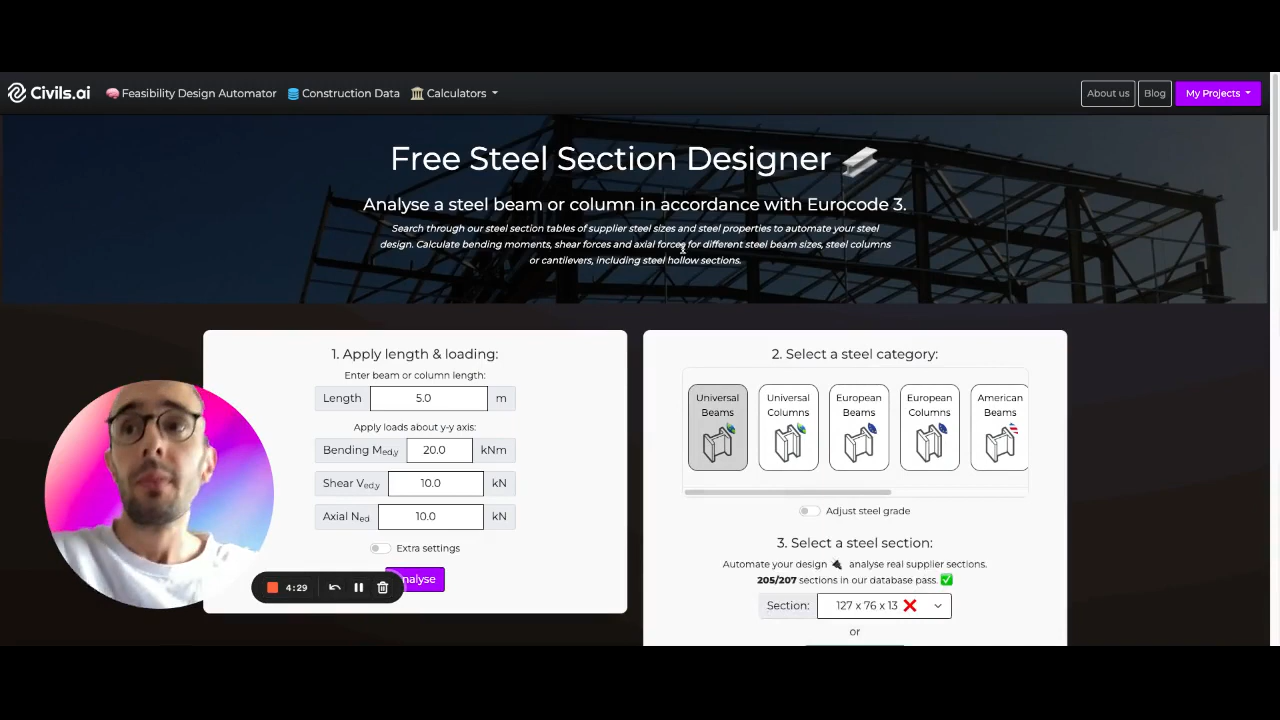 Civils.ai
Feasibility Design Automator
Construction Data
Calculators
About us
Blog
My Projects
Free Steel Section Designer
Analyse a steel beam or column in accordance with Eurocode 3.
Search through our steel section tables of supplier steel sizes and steel properties to automate your steel
design. Calculate bending moments, shear forces and axial forces for different steel beam sizes, steel columns
or cantilevers, including steel hollow sections.
1. Apply length & loading:
Enter beam or column length:
Length 5.0 m
Apply loads about y-y axis:
Bending Med,y 20.0 kNm
Shear Ved,y 10.0 kN
Axial Ned 10.0 kN
Extra settings
4:29
2. Select a steel category:
Universal Beams
Universal Columns
European Beams
European Columns
American Beams
Adjust steel grade
3. Select a steel section:
Automate your design 🔌 analyse real supplier sections.
205/207 sections in our database pass. ✅
Section: 127 x 76 x 13 ❌
or